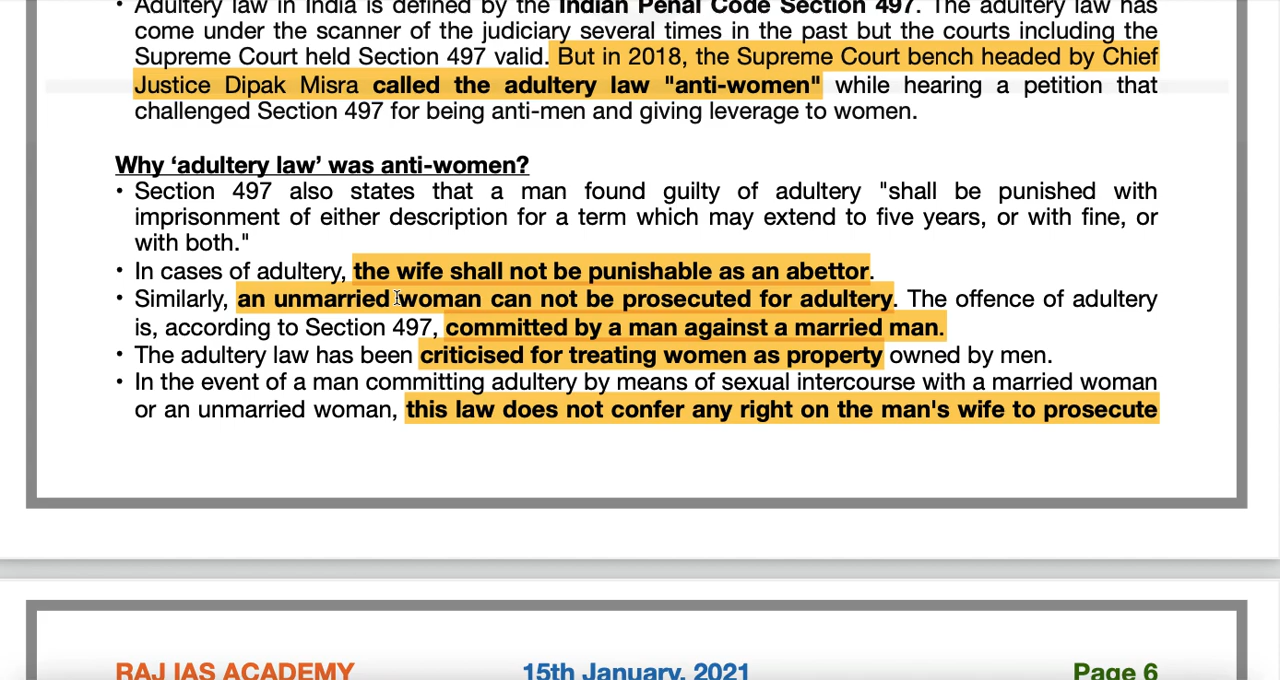 • Adultery law in India is defined by the Indian Penal Code Section 497. The adultery law has
come under the scanner of the judiciary several times in the past but the courts including the
Supreme Court held Section 497 valid. But in 2018, the Supreme Court bench headed by Chief
Justice Dipak Misra called the adultery law "anti-women" while hearing a petition that
challenged Section 497 for being anti-men and giving leverage to women.
Why ‘adultery law’ was anti-women?
• Section 497 also states that a man found guilty of adultery "shall be punished with
imprisonment of either description for a term which may extend to five years, or with fine, or
with both."
• In cases of adultery, the wife shall not be punishable as an abettor.
• Similarly, an unmarried woman can not be prosecuted for adultery. The offence of adultery
is, according to Section 497, committed by a man against a married man.
• The adultery law has been criticised for treating women as property owned by men.
• In the event of a man committing adultery by means of sexual intercourse with a married woman
or an unmarried woman, this law does not confer any right on the man's wife to prosecute
RAJ IAS ACADEMY 15th January, 2021 Page 6